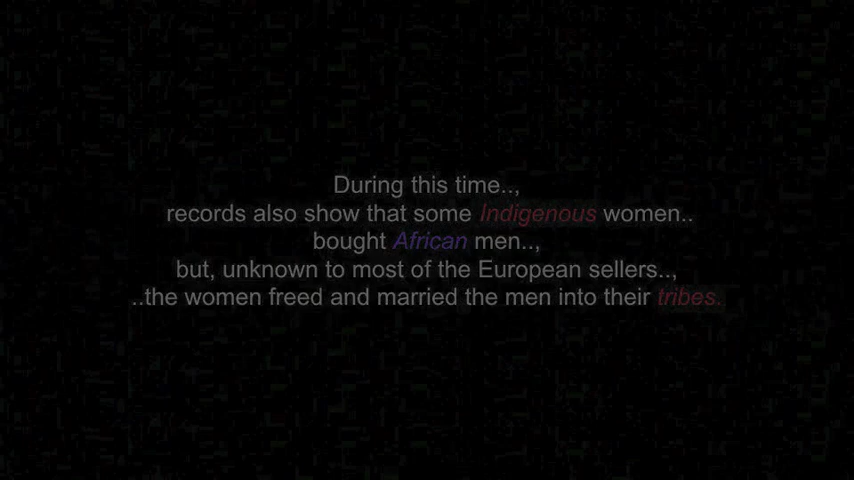 During this time..,
records also show that some Indigenous women..
bought African men..,
but, unknown to most of the European sellers..,
..the women freed and married the men into their tribes.